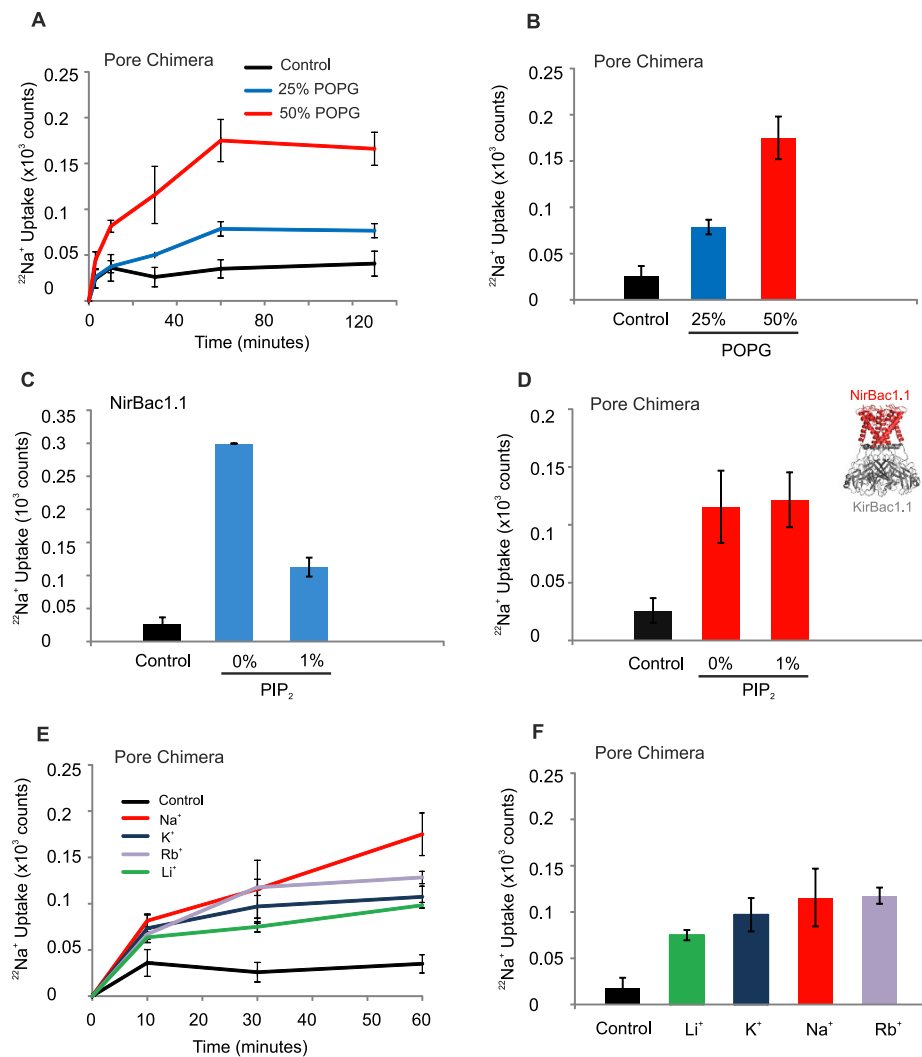 A
Pore Chimera
Control
25% POPG
50% POPG
0.25
0.2
0.15
0.1
0.05
0
²²Na⁺ Uptake (x10³ counts)
0 40 80 120
Time (minutes)
B
Pore Chimera
0.25
0.2
0.15
0.1
0.05
0
²²Na⁺ Uptake (x10³ counts)
Control 25% 50%
POPG
C
NirBac1.1
0.35
0.3
0.2
0.1
0.05
0
²²Na⁺ Uptake (10³ counts)
Control 0% 1%
PIP₂
D
Pore Chimera
NirBac1.1
KirBac1.1
0.2
0.15
0.1
0.05
0
²²Na⁺ Uptake (x10³ counts)
Control 0% 1%
PIP₂
E
Pore Chimera
Control
Na⁺
K⁺
Rb⁺
Li⁺
0.25
0.2
0.15
0.1
0.05
0
²²Na⁺ Uptake (x10³ counts)
0 10 20 30 40 50 60
Time (minutes)
F
Pore Chimera
0.25
0.2
0.15
0.1
0.05
0
²²Na⁺ Uptake (x10³ counts)
Control Li⁺ K⁺ Na⁺ Rb⁺